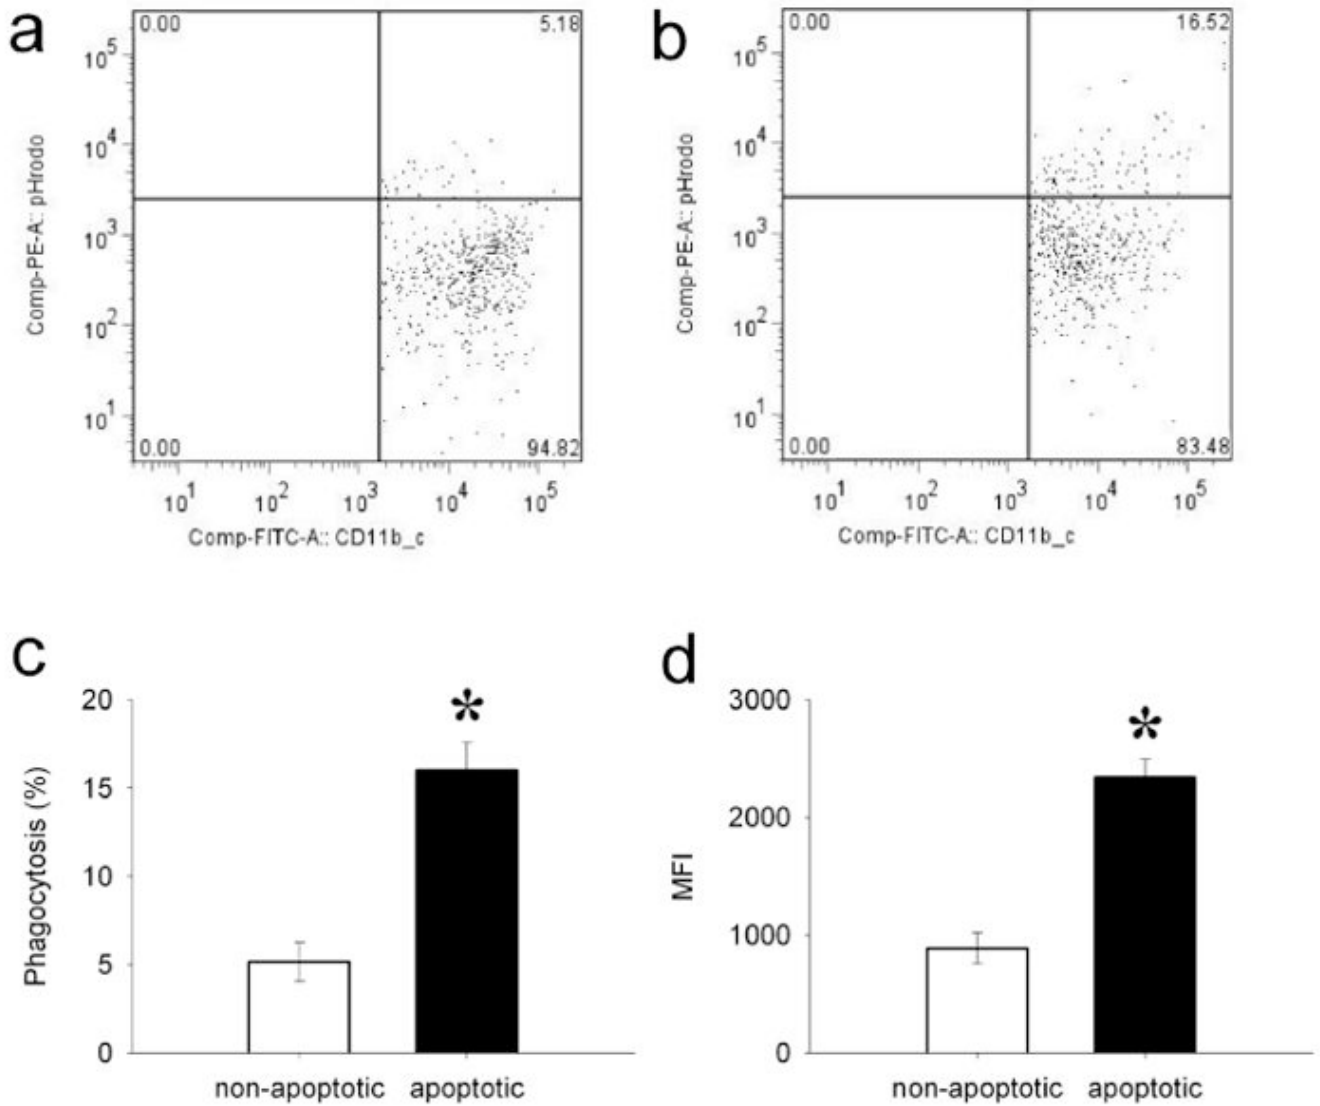 a
0.00 5.18
10^5
10^4
10^3
10^2
10^1
Comp-PE-A:: pHrodo
0.00 94.82
10^1 10^2 10^3 10^4 10^5
Comp-FITC-A:: CD11b_c
b
0.00 16.52
10^5
10^4
10^3
10^2
10^1
Comp-PE-A:: pHrodo
0.00 83.48
10^1 10^2 10^3 10^4 10^5
Comp-FITC-A:: CD11b_c
c
20
15
10
5
0
Phagocytosis (%)
*
non-apoptotic apoptotic
d
3000
2000
1000
0
MFI
*
non-apoptotic apoptotic